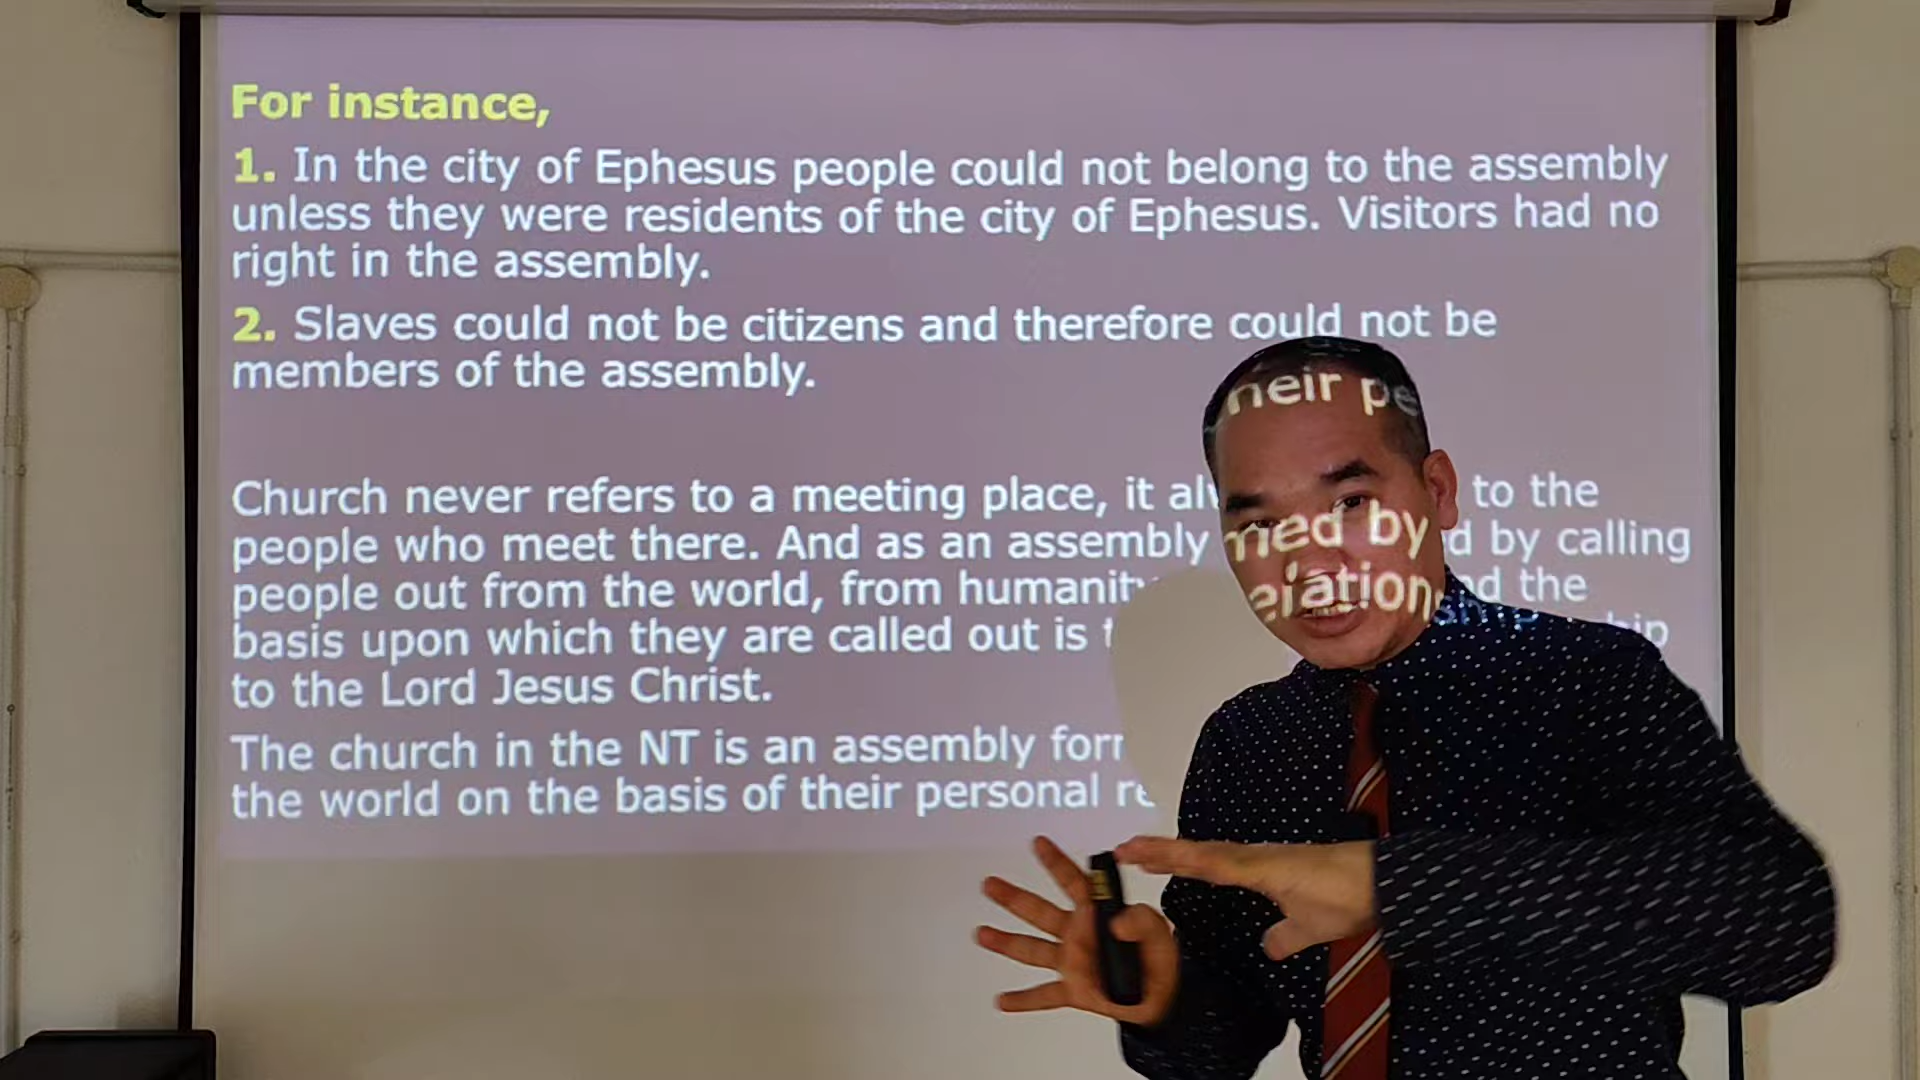 For instance,
1. In the city of Ephesus people could not belong to the assembly
unless they were residents of the city of Ephesus. Visitors had no
right in the assembly.
2. Slaves could not be citizens and therefore could not be
members of the assembly.
Church never refers to a meeting place, it to the
people who meet there. And as an assembly by calling
people out from the world, from humanity the
basis upon which they are called out is
to the Lord Jesus Christ.
The church in the NT is an assembly
the world on the basis of their personal